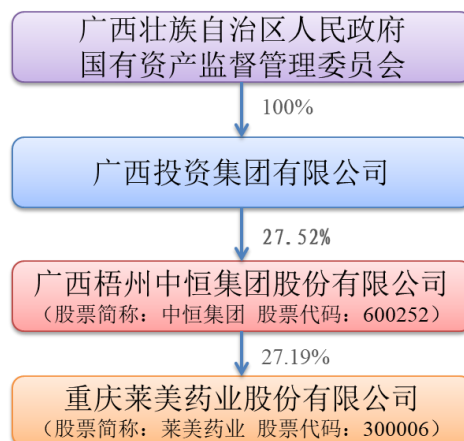 广西壮族自治区人民政府
国有资产监督管理委员会
100%
广西投资集团有限公司
27.52%
广西梧州中恒集团股份有限公司
（股票简称：中恒集团 股票代码：600252）
27.19%
重庆莱美药业股份有限公司
（股票简称：莱美药业 股票代码：300006）